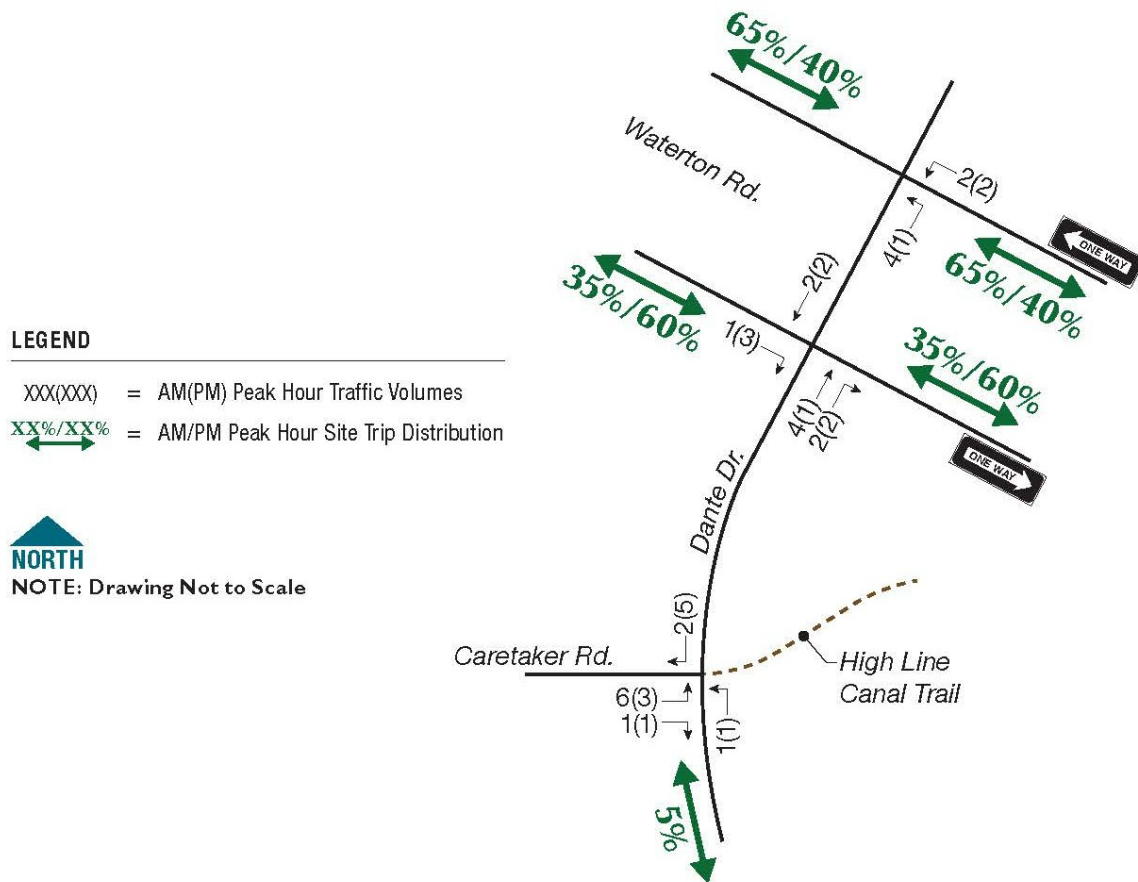 65%/40%
Waterton Rd.
2(2)
4(1)
ONE WAY
65%/40%
2(2)
35%/60%
1(3)
35%/60%
4(1)
2(2)
ONE WAY
LEGEND
XXX(XXX) = AM(PM) Peak Hour Traffic Volumes
XX%/XX% = AM/PM Peak Hour Site Trip Distribution
Dante Dr.
NORTH
NOTE: Drawing Not to Scale
2(5)
Caretaker Rd.
6(3)
1(1)
1(1)
High Line
Canal Trail
5%